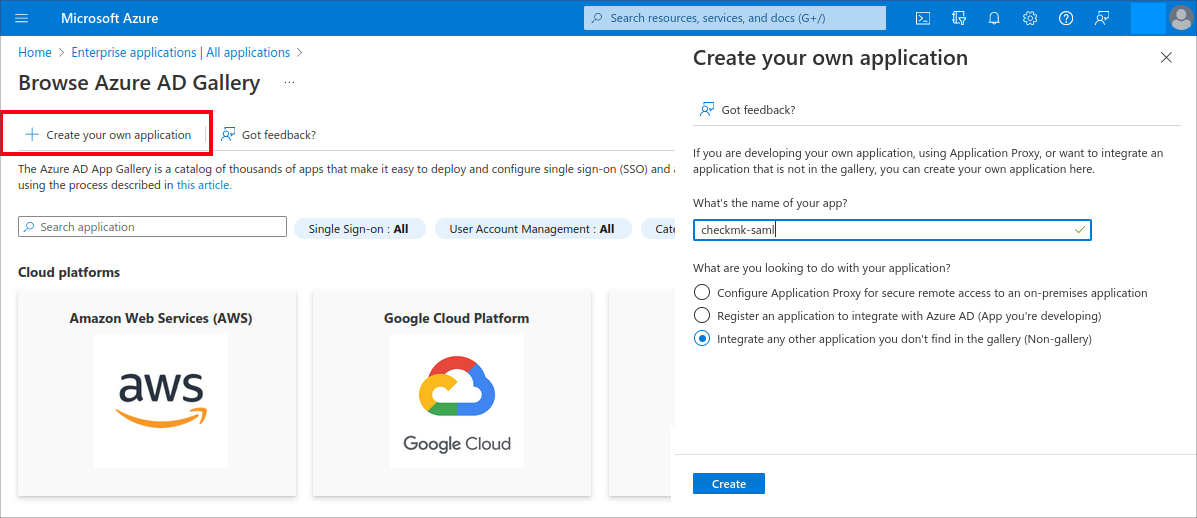 Microsoft Azure
Search resources, services, and docs (G+/)
Home > Enterprise applications | All applications >
Browse Azure AD Gallery ...
+ Create your own application
Got feedback?
The Azure AD App Gallery is a catalog of thousands of apps that make it easy to deploy and configure single sign-on (SSO) and
using the process described in this article.
Search application
Single Sign-on : All
User Account Management : All
Cloud platforms
Amazon Web Services (AWS)
aws
Google Cloud Platform
Google Cloud
Create your own application
Got feedback?
If you are developing your own application, using Application Proxy, or want to integrate an
application that is not in the gallery, you can create your own application here.
What's the name of your app?
checkmk-saml
What are you looking to do with your application?
Configure Application Proxy for secure remote access to an on-premises application
Register an application to integrate with Azure AD (App you're developing)
Integrate any other application you don't find in the gallery (Non-gallery)
Create